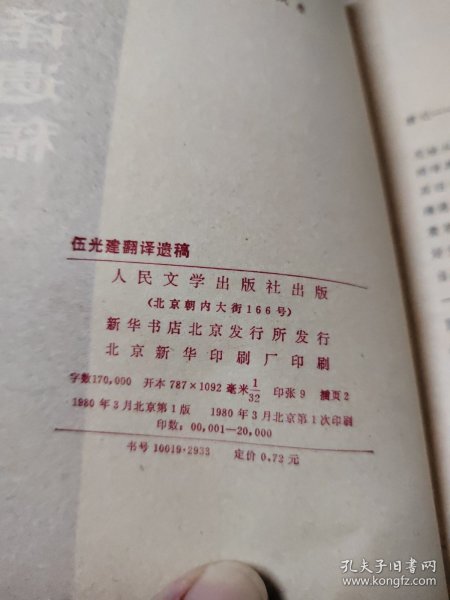 译遗稿
伍光建翻译遗稿
人民文学出版社出版
(北京朝内大街166号)
新华书店北京发行所发行
北京新华印刷厂印刷
字数170,000 开本787×1092毫米1/32 印张9 插页2
1980年3月北京第1版 1980年3月北京第1次印刷
印数:00,001—20,000
书号10019·2933 定价0.72元
孔夫子旧书网
www.kongfz.com